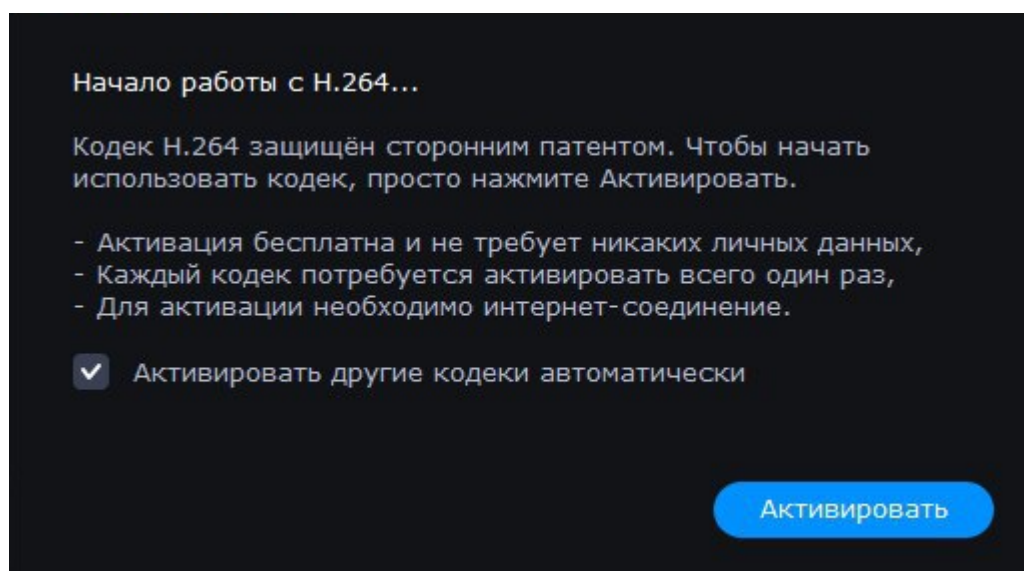 Начало работы с H.264...
Кодек H.264 защищён сторонним патентом. Чтобы начать
использовать кодек, просто нажмите Активировать.
- Активация бесплатна и не требует никаких личных данных,
- Каждый кодек потребуется активировать всего один раз,
- Для активации необходимо интернет-соединение.
Активировать другие кодеки автоматически
Активировать